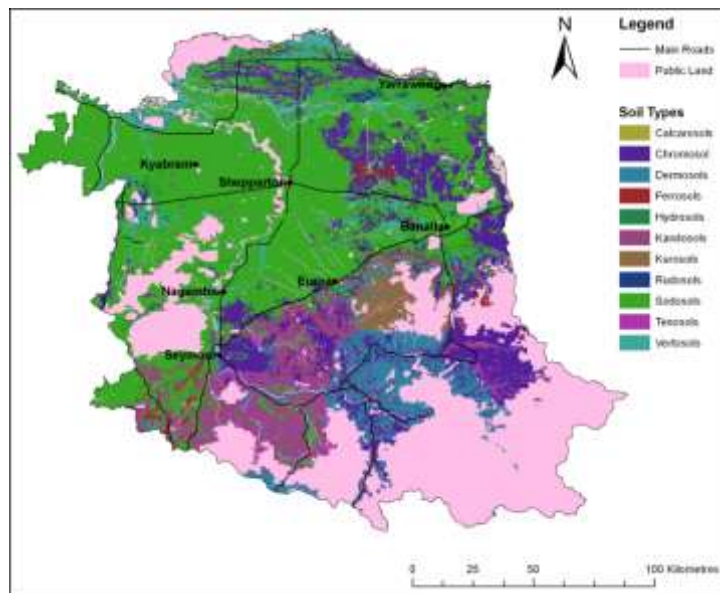 N
Legend
Main Roads
Public Land
Soil Types
Calcarosols
Chromosol
Dermosols
Ferrosols
Hydrosols
Kandosols
Kurosols
Rudosols
Sodosols
Tenosols
Vertosols
Yarrawonga
Kyabram
Shepparton
Benalla
Euroa
Nagambie
Seymour
0 25 50 100 Kilometres